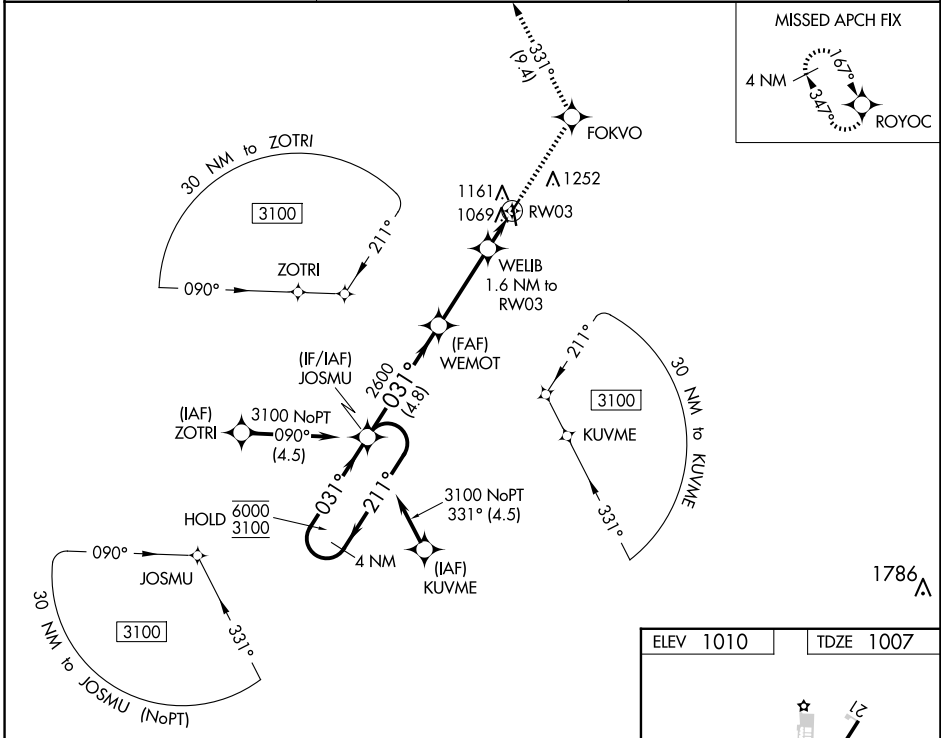 MISSED APCH FIX
4 NM
167°
347°
ROYOC
331°
(9.4)
FOKVO
30 NM to ZOTRI
3100
211°
090°
ZOTRI
1161
1252
1069
RW03
WELIB
1.6 NM to
RW03
(FAF)
WEMOT
(IF/IAF)
JOSMU
2600
031°
(4.8)
(IAF)
ZOTRI
3100 NoPT
090°
(4.5)
211°
3100
KUVME
331°
30 NM to KUVME
031°
211°
HOLD
6000
3100
4 NM
3100 NoPT
331° (4.5)
(IAF)
KUVME
090°
JOSMU
3100
331°
30 NM to JOSMU (NoPT)
1786
ELEV 1010
TDZE 1007
21